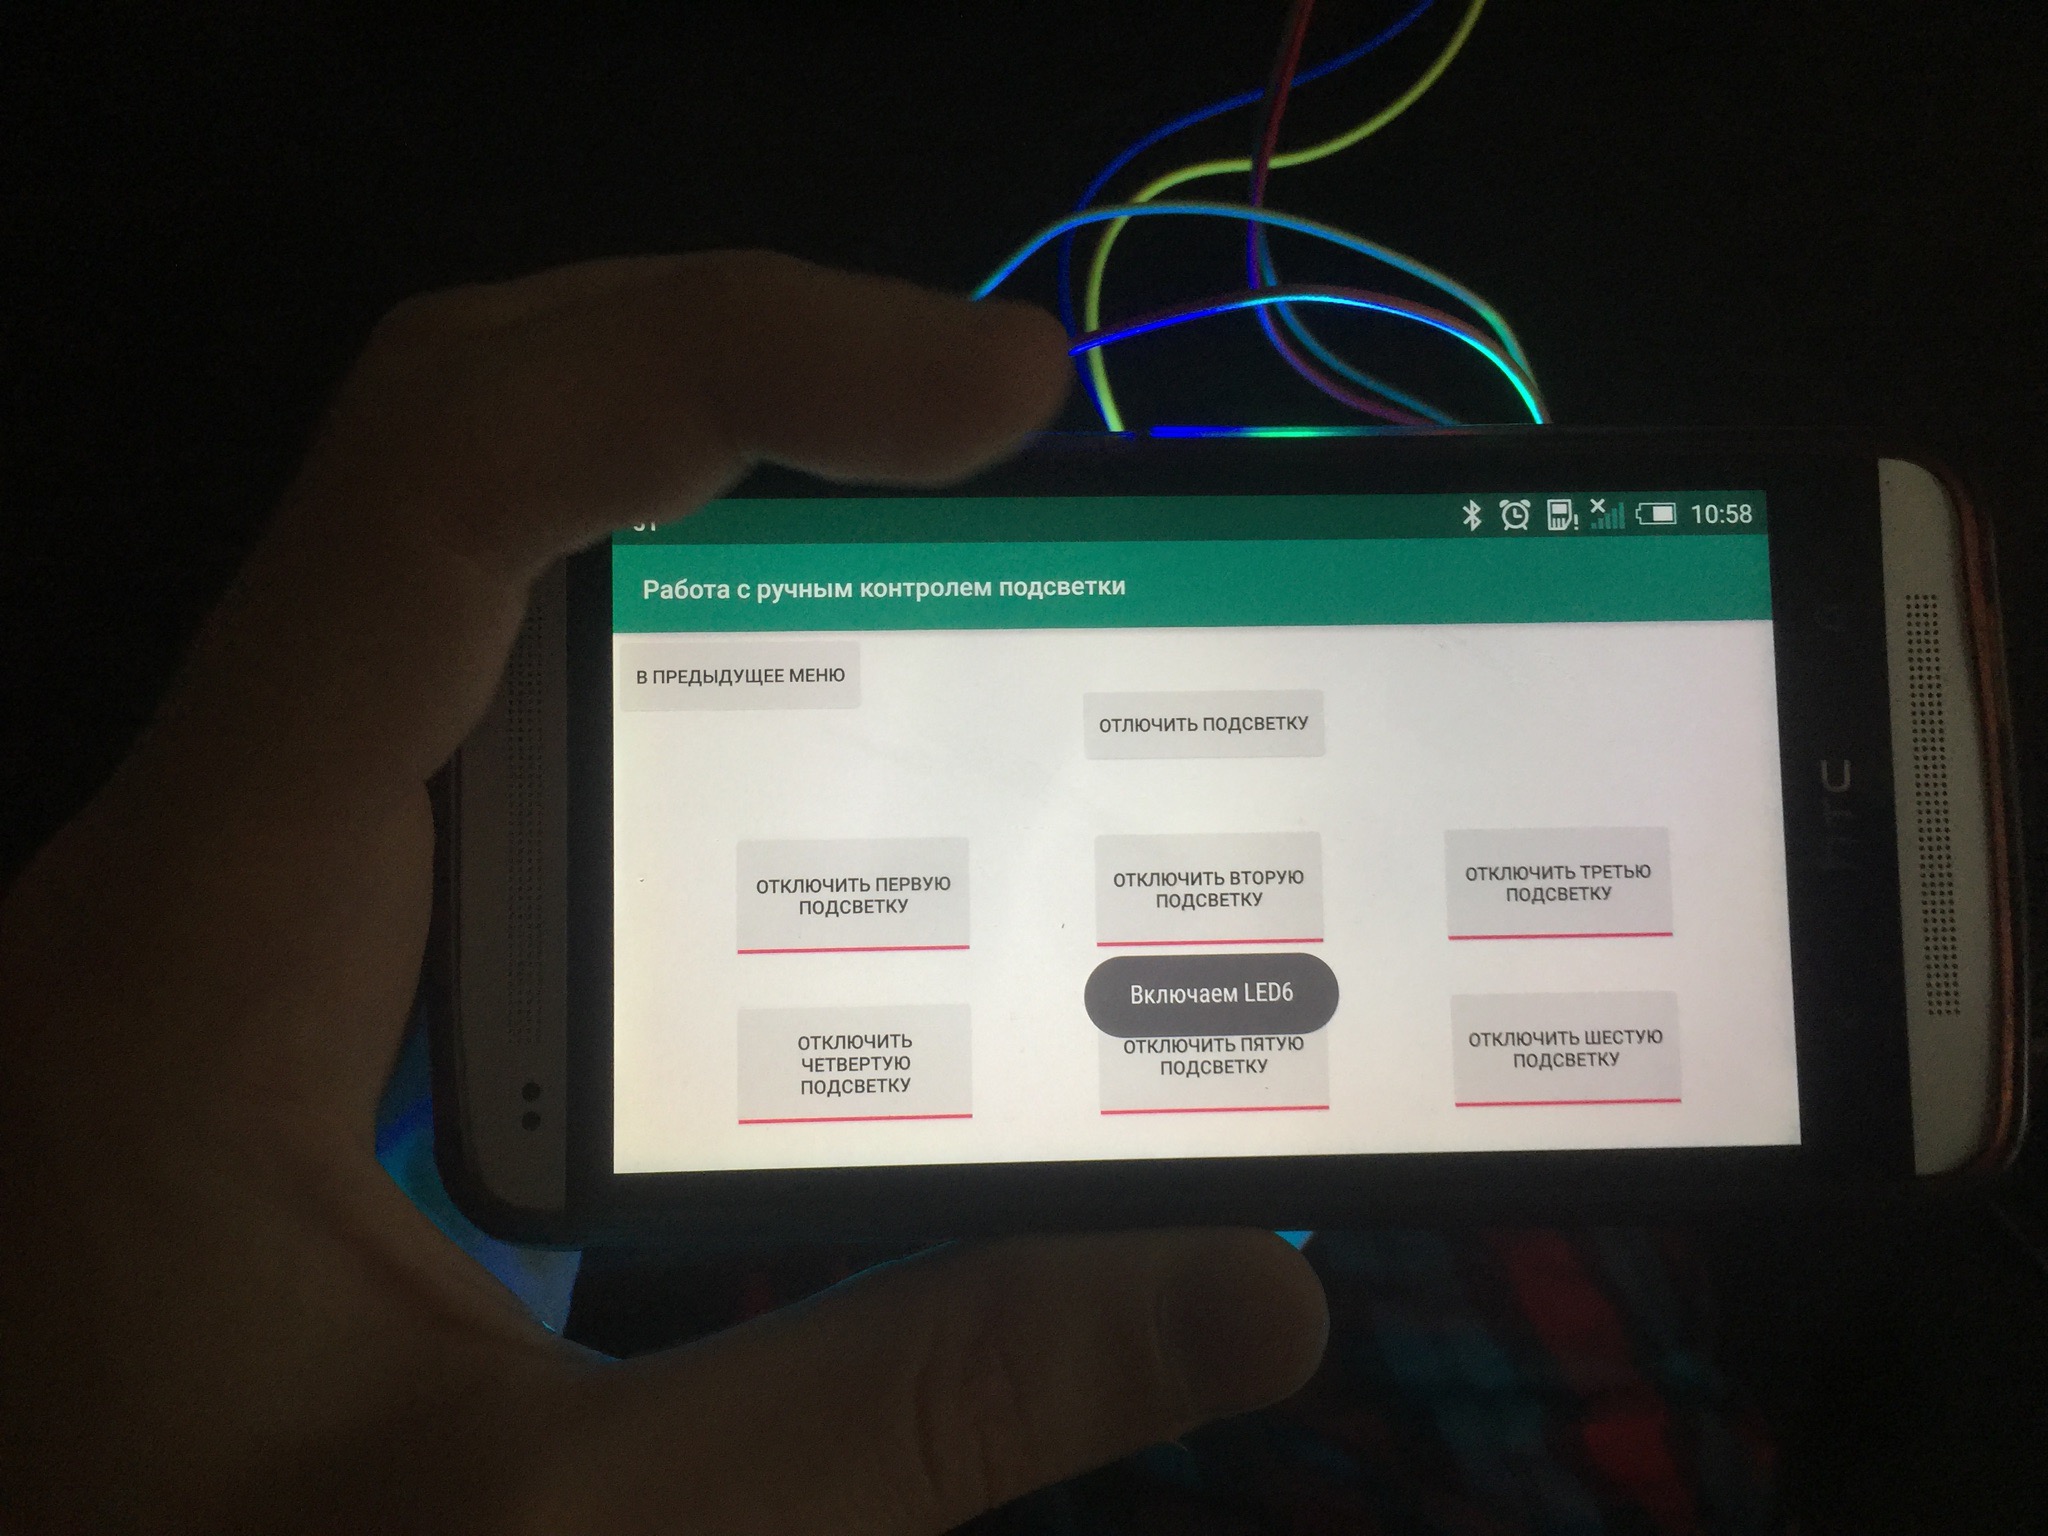 10:58
Работа с ручным контролем подсветки
В ПРЕДЫДУЩЕЕ МЕНЮ
ОТЛЮЧИТЬ ПОДСВЕТКУ
ОТКЛЮЧИТЬ ПЕРВУЮ
ПОДСВЕТКУ
ОТКЛЮЧИТЬ ВТОРУЮ
ПОДСВЕТКУ
ОТКЛЮЧИТЬ ТРЕТЬЮ
ПОДСВЕТКУ
Включаем LED6
ОТКЛЮЧИТЬ
ЧЕТВЕРТУЮ
ПОДСВЕТКУ
ОТКЛЮЧИТЬ ПЯТУЮ
ПОДСВЕТКУ
ОТКЛЮЧИТЬ ШЕСТУЮ
ПОДСВЕТКУ
hTC